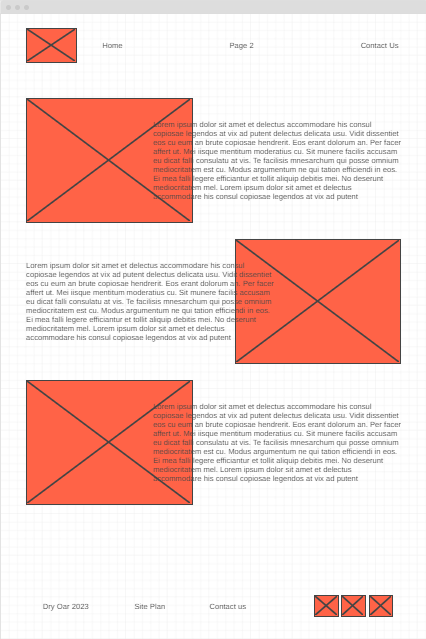 Home
Page 2
Contact Us
Lorem ipsum dolor sit amet et delectus accommodare his consul
copiosae legendos at vix ad putent delectus delicata usu. Vidit dissentiet
eos cu eum an brute copiosae hendrerit. Eos erant dolorum an. Per facer
affert ut. Mei iisque mentitum moderatius cu. Sit munere facilis accusam
eu dicat falli consulatu at vis. Te facilisis mnesarchum qui posse omnium
mediocritatem est cu. Modus argumentum ne qui tation efficiendi in eos.
Ei mea falli legere efficiantur et tollit aliquip debitis mei. No deserunt
mediocritatem mel. Lorem ipsum dolor sit amet et delectus
accommodare his consul copiosae legendos at vix ad putent
Lorem ipsum dolor sit amet et delectus accommodare his consul
copiosae legendos at vix ad putent delectus delicata usu. Vidit dissentiet
eos cu eum an brute copiosae hendrerit. Eos erant dolorum an. Per facer
affert ut. Mei iisque mentitum moderatius cu. Sit munere facilis accusam
eu dicat falli consulatu at vis. Te facilisis mnesarchum qui posse omnium
mediocritatem est cu. Modus argumentum ne qui tation efficiendi in eos.
Ei mea falli legere efficiantur et tollit aliquip debitis mei. No deserunt
mediocritatem mel. Lorem ipsum dolor sit amet et delectus
accommodare his consul copiosae legendos at vix ad putent
Lorem ipsum dolor sit amet et delectus accommodare his consul
copiosae legendos at vix ad putent delectus delicata usu. Vidit dissentiet
eos cu eum an brute copiosae hendrerit. Eos erant dolorum an. Per facer
affert ut. Mei iisque mentitum moderatius cu. Sit munere facilis accusam
eu dicat falli consulatu at vis. Te facilisis mnesarchum qui posse omnium
mediocritatem est cu. Modus argumentum ne qui tation efficiendi in eos.
Ei mea falli legere efficiantur et tollit aliquip debitis mei. No deserunt
mediocritatem mel. Lorem ipsum dolor sit amet et delectus
accommodare his consul copiosae legendos at vix ad putent
Dry Oar 2023
Site Plan
Contact us